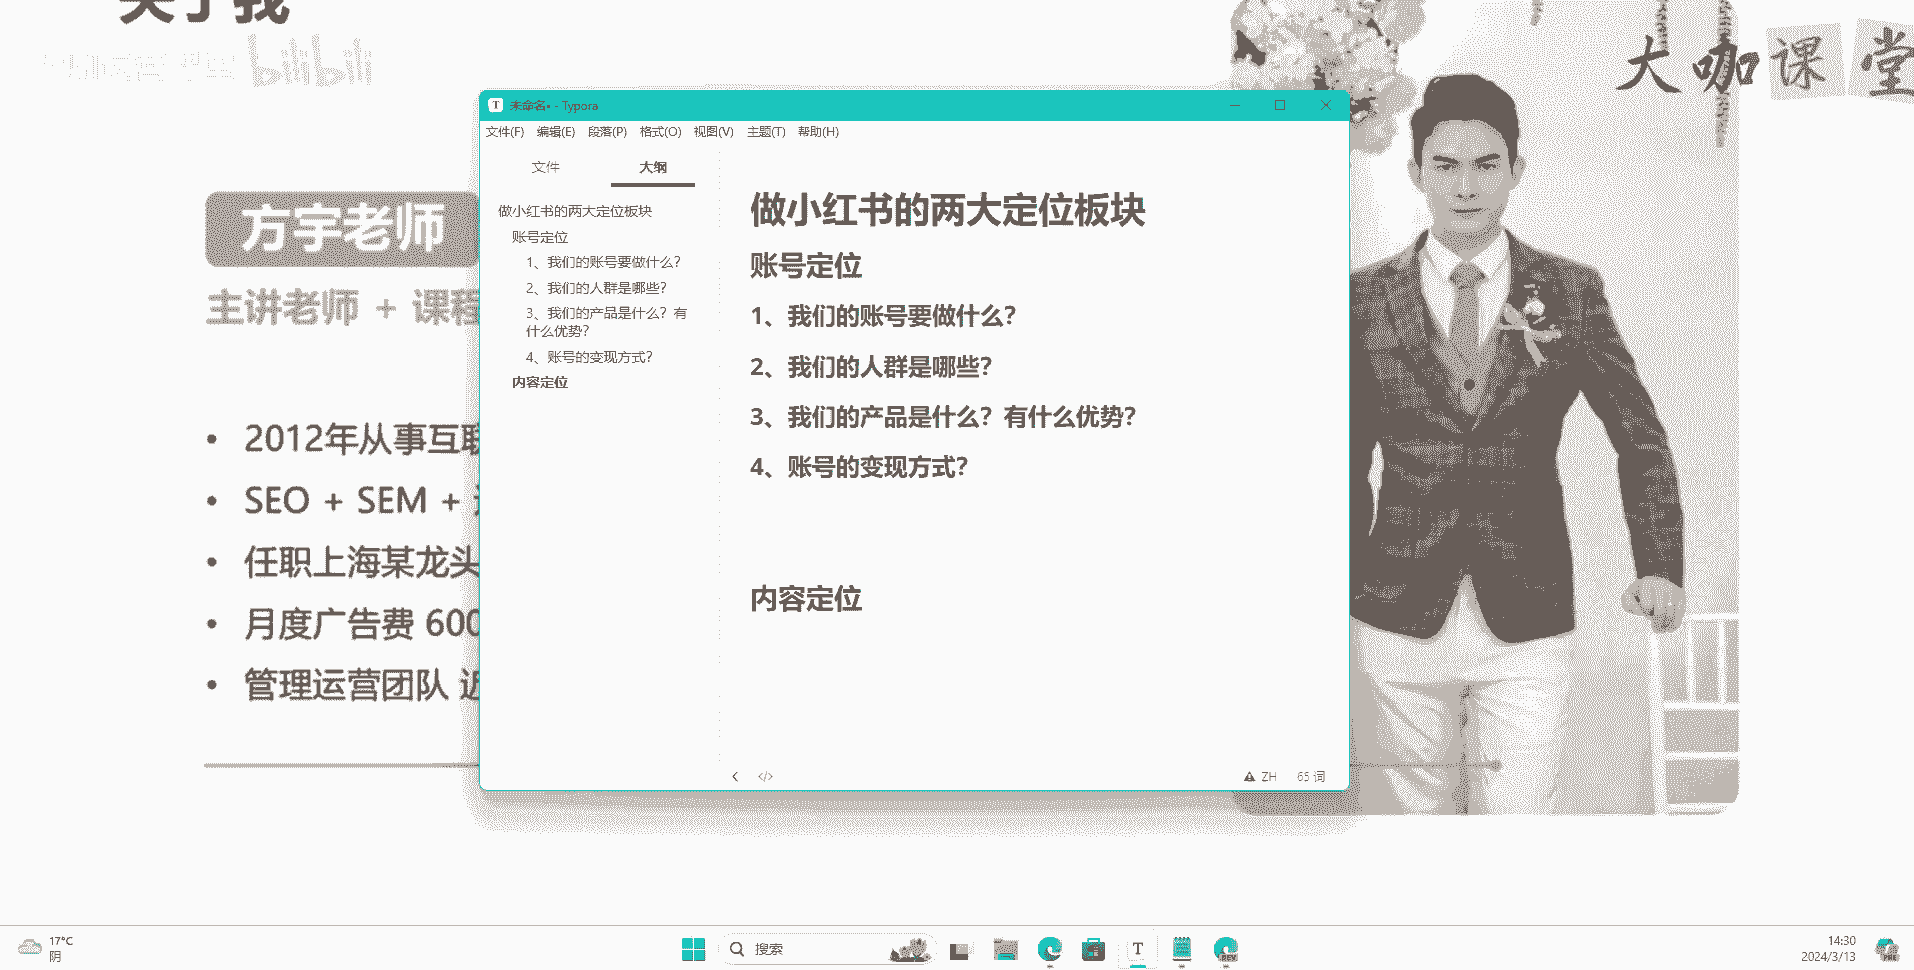 关于我
bilibili
大咖课堂
未命名• - Typora
文件(F) 编辑(E) 段落(P) 格式(O) 视图(V) 主题(T) 帮助(H)
文件 大纲
做小红书的两大定位板块
账号定位
1、我们的账号要做什么?
2、我们的人群是哪些?
3、我们的产品是什么？有
什么优势?
4、账号的变现方式?
内容定位
做小红书的两大定位板块
账号定位
1、我们的账号要做什么?
2、我们的人群是哪些?
3、我们的产品是什么？有什么优势?
4、账号的变现方式?
内容定位
</> ZH 65 词
方宇老师
主讲老师 + 课程
2012年从事互联
SEO + SEM +
任职上海某龙头
月度广告费 600
管理运营团队 近
17°C
阴
搜索
T
DEV
14:30
2024/3/13
PRE